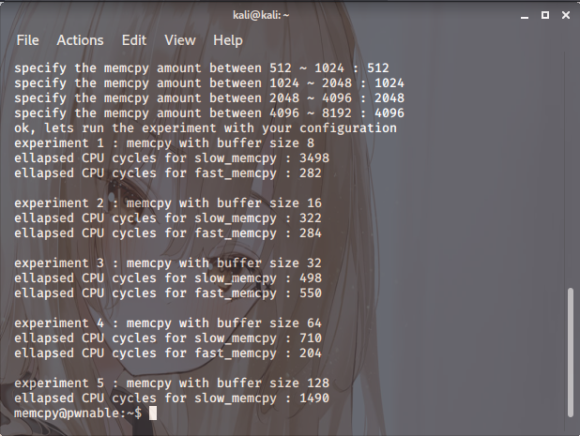 kali@kali: ~
File Actions Edit View Help
specify the memcpy amount between 512 ~ 1024 : 512
specify the memcpy amount between 1024 ~ 2048 : 1024
specify the memcpy amount between 2048 ~ 4096 : 2048
specify the memcpy amount between 4096 ~ 8192 : 4096
ok, lets run the experiment with your configuration
experiment 1 : memcpy with buffer size 8
ellapsed CPU cycles for slow_memcpy : 3498
ellapsed CPU cycles for fast_memcpy : 282
experiment 2 : memcpy with buffer size 16
ellapsed CPU cycles for slow_memcpy : 322
ellapsed CPU cycles for fast_memcpy : 284
experiment 3 : memcpy with buffer size 32
ellapsed CPU cycles for slow_memcpy : 498
ellapsed CPU cycles for fast_memcpy : 550
experiment 4 : memcpy with buffer size 64
ellapsed CPU cycles for slow_memcpy : 710
ellapsed CPU cycles for fast_memcpy : 204
experiment 5 : memcpy with buffer size 128
ellapsed CPU cycles for slow_memcpy : 1490
memcpy@pwnable:~$